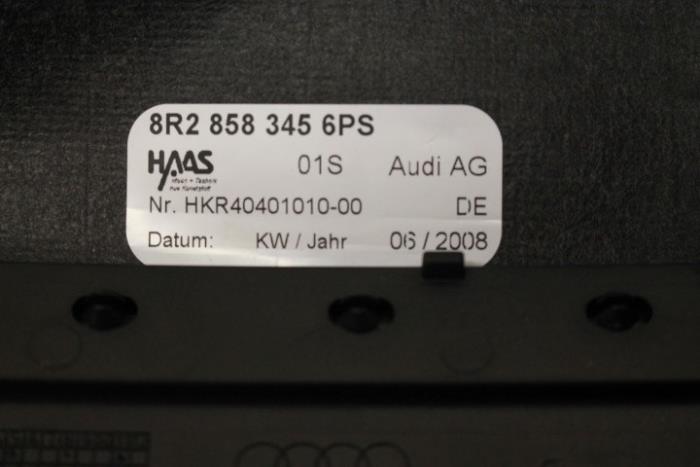 8R2 858 345 6PS
HAAS 01S Audi AG
Nr. HKR40401010-00 DE
Datum: KW / Jahr 06 / 2008